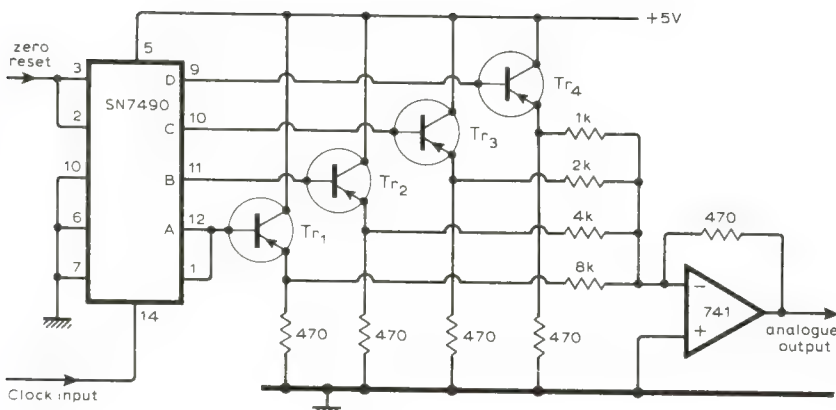 +5V
zero
reset
5
3
D
9
SN7490
Tr4
2
C
10
1k
Tr3
10
B
11
2k
Tr2
6
A
12
4k
Tr1
7
1
8k
470
14
741
470
470
470
470
analogue
output
Clock input